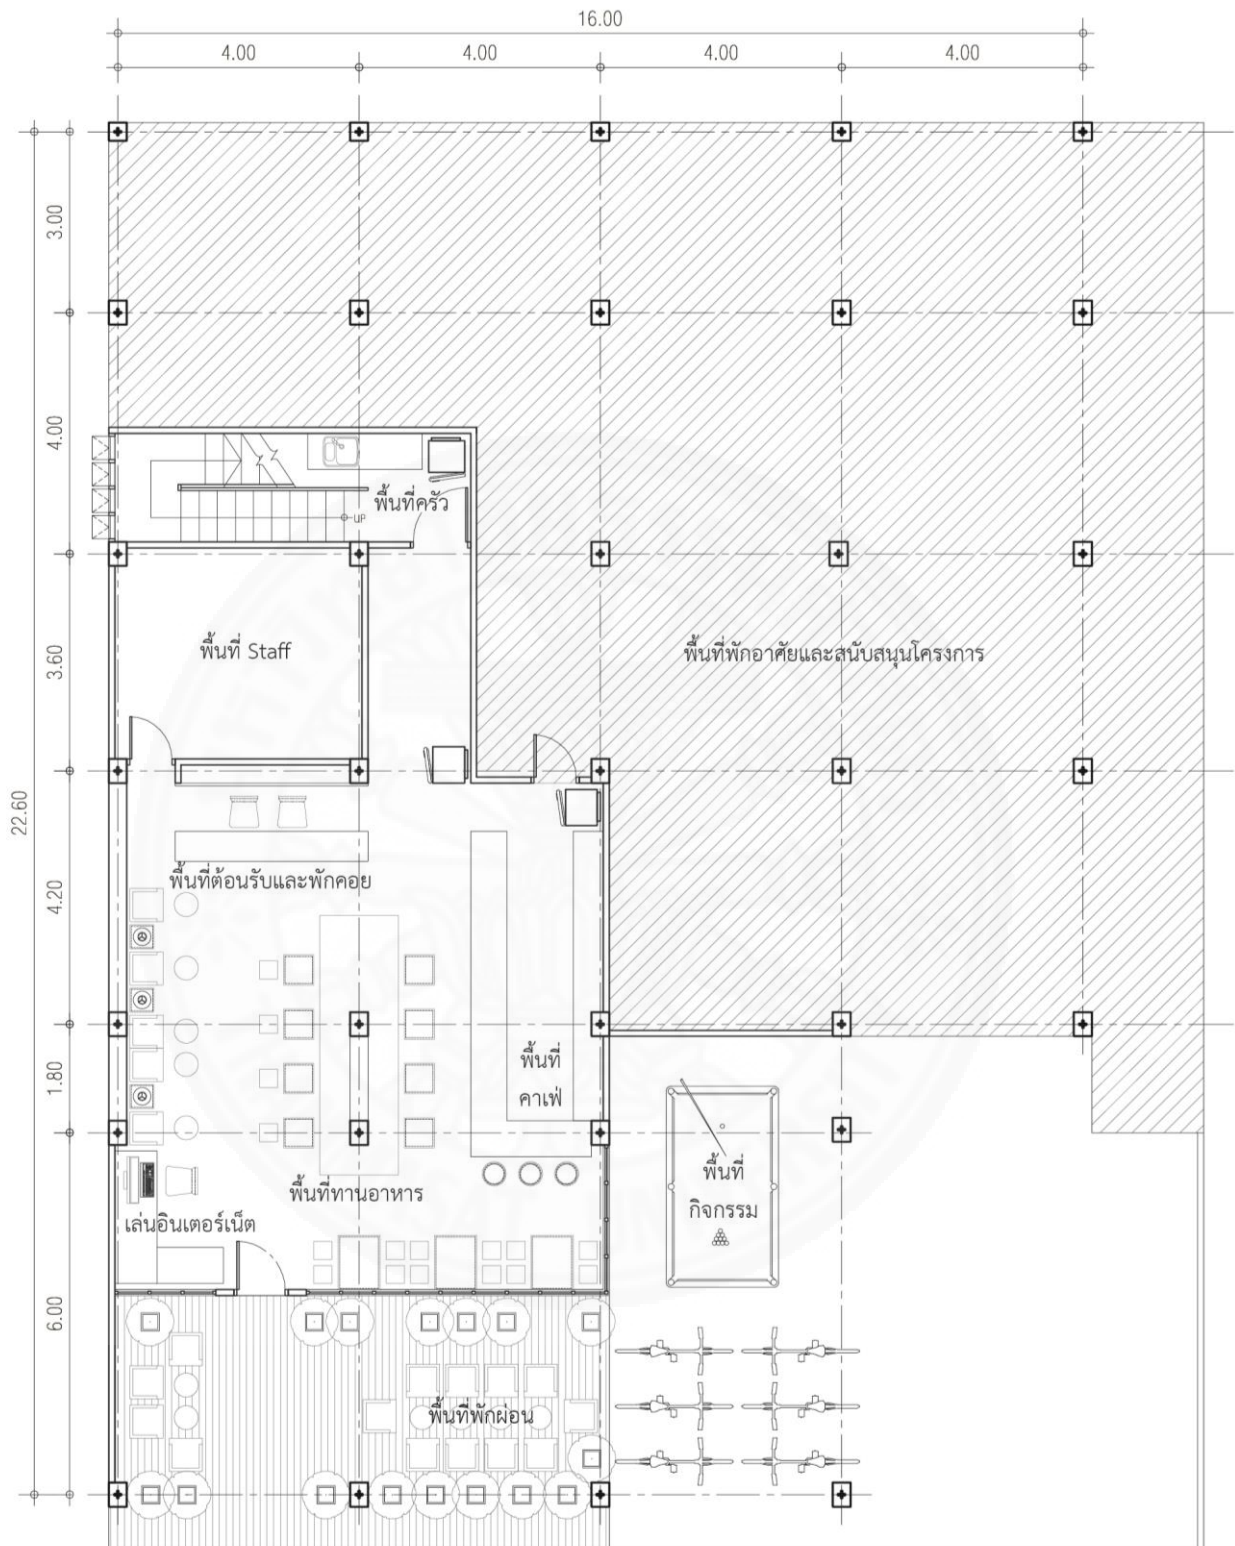 16.00
4.00 4.00 4.00 4.00
3.00
4.00
พื้นที่ครัว
UP
พื้นที่ Staff
พื้นที่พักอาศัยและสนับสนุนโครงการ
3.60
22.60
พื้นที่ต้อนรับและพักคอย
4.20
พื้นที่
คาเฟ่
1.80
พื้นที่
กิจกรรม
พื้นที่ทานอาหาร
เล่นอินเตอร์เน็ต
6.00
พื้นที่พักผ่อน